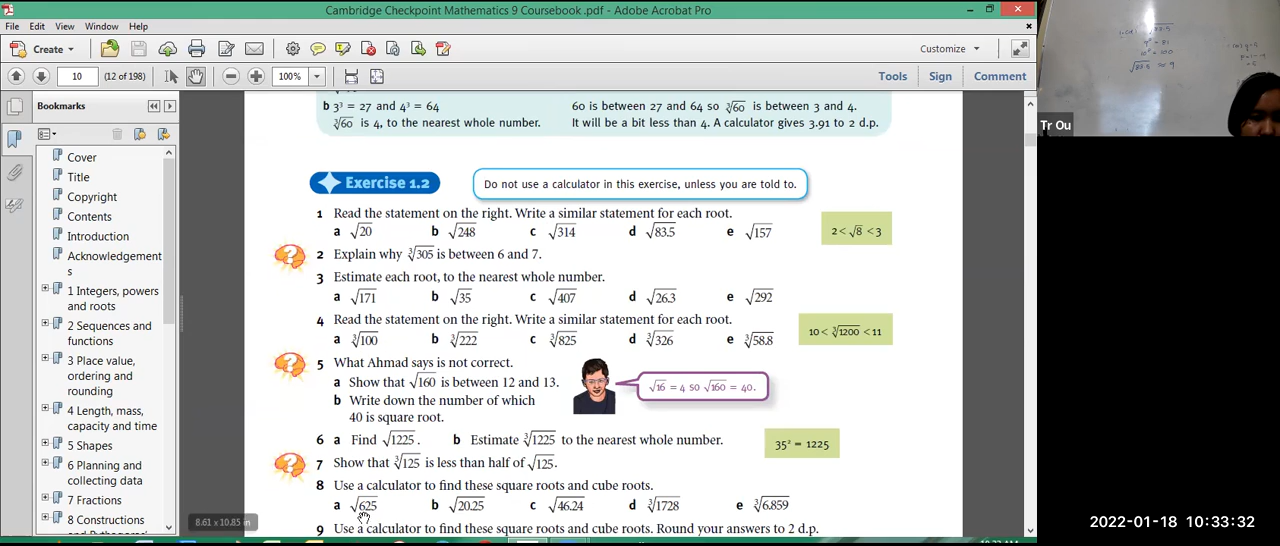 Cambridge Checkpoint Mathematics 9 Coursebook .pdf - Adobe Acrobat Pro
File Edit View Window Help
Create Customize
10 (12 of 198) 100% Tools Sign Comment
Bookmarks
Cover
Title
Copyright
Contents
Introduction
Acknowledgement
s
1 Integers, powers
and roots
2 Sequences and
functions
3 Place value,
ordering and
rounding
4 Length, mass,
capacity and time
5 Shapes
6 Planning and
collecting data
7 Fractions
8 Constructions
8.61 x 10.85 in
b 3³ = 27 and 4³ = 64 60 is between 27 and 64 so ∛60 is between 3 and 4.
∛60 is 4, to the nearest whole number. It will be a bit less than 4. A calculator gives 3.91 to 2 d.p.
Exercise 1.2 Do not use a calculator in this exercise, unless you are told to.
1 Read the statement on the right. Write a similar statement for each root.
a √20 b √248 c √314 d √83.5 e √157 2 < √8 < 3
2 Explain why ∛305 is between 6 and 7.
3 Estimate each root, to the nearest whole number.
a √171 b √35 c √407 d √26.3 e √292
4 Read the statement on the right. Write a similar statement for each root.
a ∛100 b ∛222 c ∛825 d ∛326 e ∛58.8 10 < ∛1200 < 11
5 What Ahmad says is not correct.
a Show that √160 is between 12 and 13. √16 = 4 so √160 = 40.
b Write down the number of which
40 is square root.
6 a Find √1225. b Estimate ∛1225 to the nearest whole number. 35² = 1225
7 Show that ∛125 is less than half of √125.
8 Use a calculator to find these square roots and cube roots.
a √625 b √20.25 c √46.24 d ∛1728 e ∛6.859
9 Use a calculator to find these square roots and cube roots. Round your answers to 2 d.p.
Tr Ou
2022-01-18 10:33:32